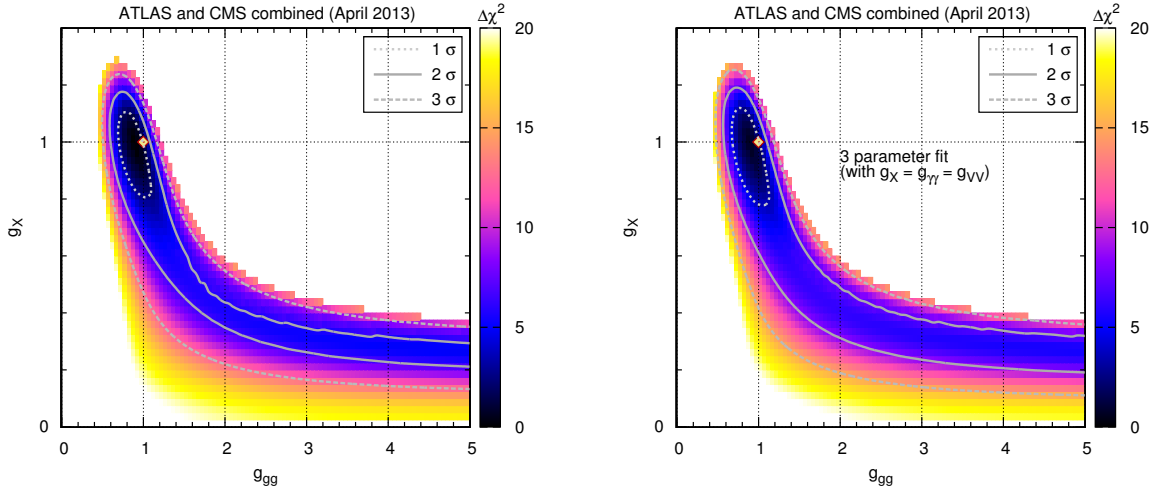 ATLAS and CMS combined (April 2013)
Δχ²
1 σ
2 σ
3 σ
20
15
10
5
0
1
0
g_X
0 1 2 3 4 5
g_gg
ATLAS and CMS combined (April 2013)
Δχ²
1 σ
2 σ
3 σ
3 parameter fit
(with g_X = g_γγ = g_VV)
20
15
10
5
0
1
0
g_X
0 1 2 3 4 5
g_gg